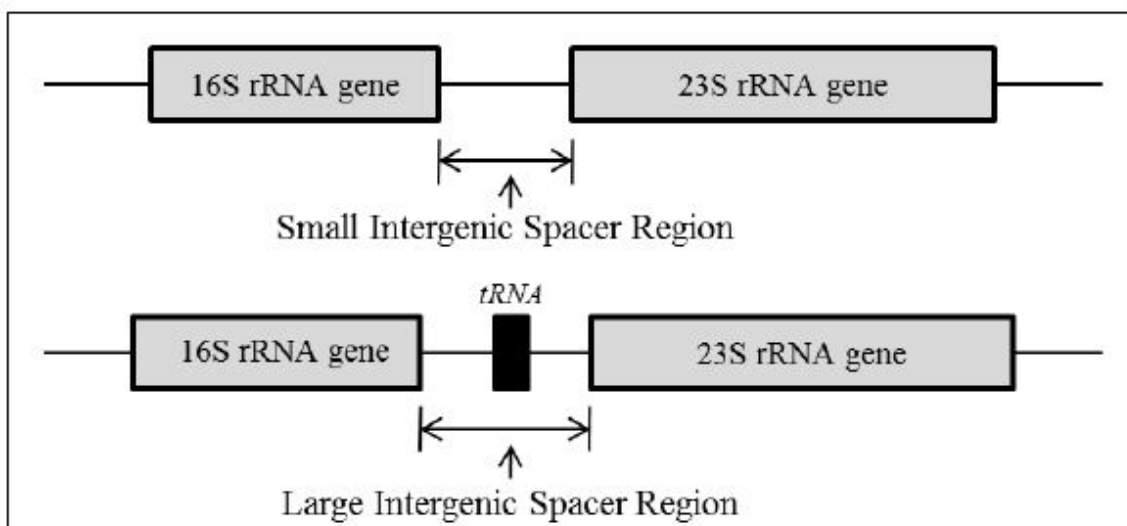 16S rRNA gene
23S rRNA gene
Small Intergenic Spacer Region
tRNA
16S rRNA gene
23S rRNA gene
Large Intergenic Spacer Region